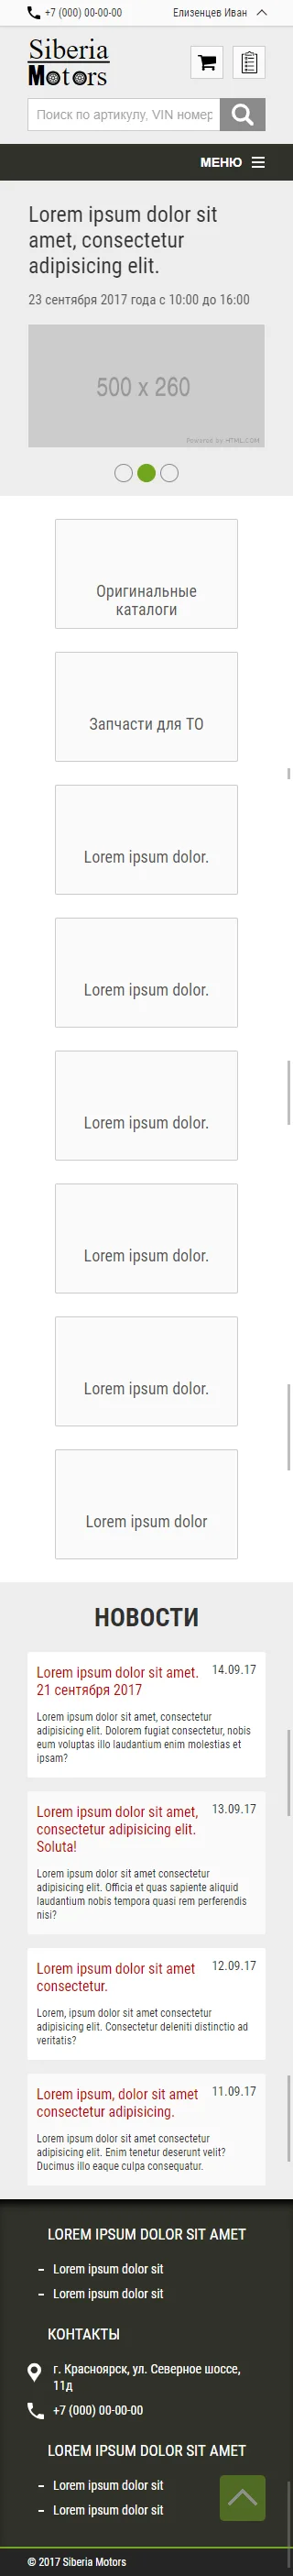 +7 (000) 00-00-00 Елизенцев Иван
Siberia
Motors
Поиск по артикулу, VIN номер
МЕНЮ
Lorem ipsum dolor sit
amet, consectetur
adipisicing elit.
23 сентября 2017 года с 10:00 до 16:00
500 x 260
Powered by HTML.COM
Оригинальные
каталоги
Запчасти для ТО
Lorem ipsum dolor.
Lorem ipsum dolor.
Lorem ipsum dolor.
Lorem ipsum dolor.
Lorem ipsum dolor.
Lorem ipsum dolor
НОВОСТИ
Lorem ipsum dolor sit amet. 14.09.17
21 сентября 2017
Lorem ipsum dolor sit amet, consectetur
adipisicing elit. Dolorem fugiat consectetur, nobis
eum voluptas illo laudantium enim molestias et
ipsam?
Lorem ipsum dolor sit amet, 13.09.17
consectetur adipisicing elit.
Soluta!
Lorem ipsum dolor sit amet consectetur
adipisicing elit. Officia et quas sapiente aliquid
laudantium nobis tempora quasi rem perferendis
nisi?
Lorem ipsum dolor sit amet 12.09.17
consectetur.
Lorem, ipsum dolor sit amet consectetur
adipisicing elit. Consectetur deleniti distinctio ad
veritatis?
Lorem ipsum, dolor sit amet 11.09.17
consectetur adipisicing.
Lorem ipsum dolor sit amet consectetur
adipisicing elit. Enim tenetur deserunt velit?
Ducimus illo eaque culpa consequatur.
LOREM IPSUM DOLOR SIT AMET
Lorem ipsum dolor sit
Lorem ipsum dolor sit
КОНТАКТЫ
г. Красноярск, ул. Северное шоссе,
11д
+7 (000) 00-00-00
LOREM IPSUM DOLOR SIT AMET
Lorem ipsum dolor sit
Lorem ipsum dolor sit
© 2017 Siberia Motors